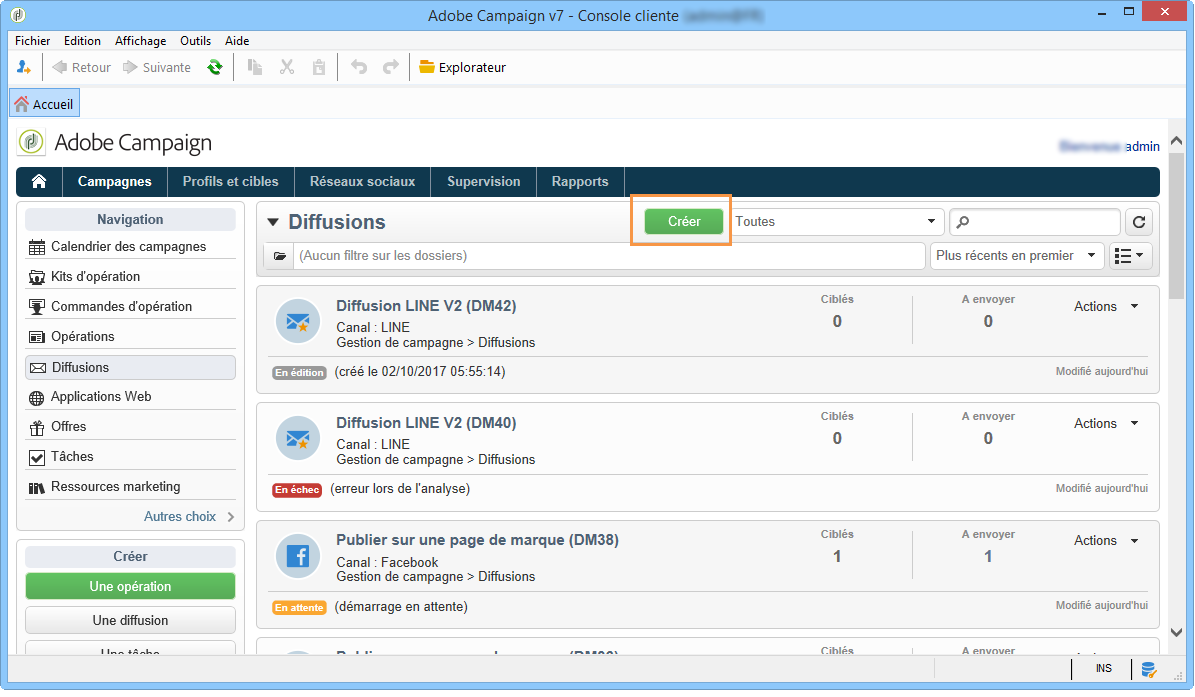 Adobe Campaign v7 - Console cliente
Fichier Edition Affichage Outils Aide
Retour Suivante Explorateur
Accueil
Adobe Campaign
admin
Campagnes Profils et cibles Réseaux sociaux Supervision Rapports
Navigation
Calendrier des campagnes
Kits d'opération
Commandes d'opération
Opérations
Diffusions
Applications Web
Offres
Tâches
Ressources marketing
Autres choix
Créer
Une opération
Une diffusion
Une tâche
Diffusions Créer Toutes
(Aucun filtre sur les dossiers) Plus récents en premier
Diffusion LINE V2 (DM42) Ciblés A envoyer Actions
Canal : LINE 0 0
Gestion de campagne > Diffusions
En édition (créé le 02/10/2017 05:55:14) Modifié aujourd'hui
Diffusion LINE V2 (DM40) Ciblés A envoyer Actions
Canal : LINE 0 0
Gestion de campagne > Diffusions
En échec (erreur lors de l'analyse) Modifié aujourd'hui
Publier sur une page de marque (DM38) Ciblés A envoyer Actions
Canal : Facebook 1 1
Gestion de campagne > Diffusions
En attente (démarrage en attente) Modifié aujourd'hui
Ciblés A envoyer
INS